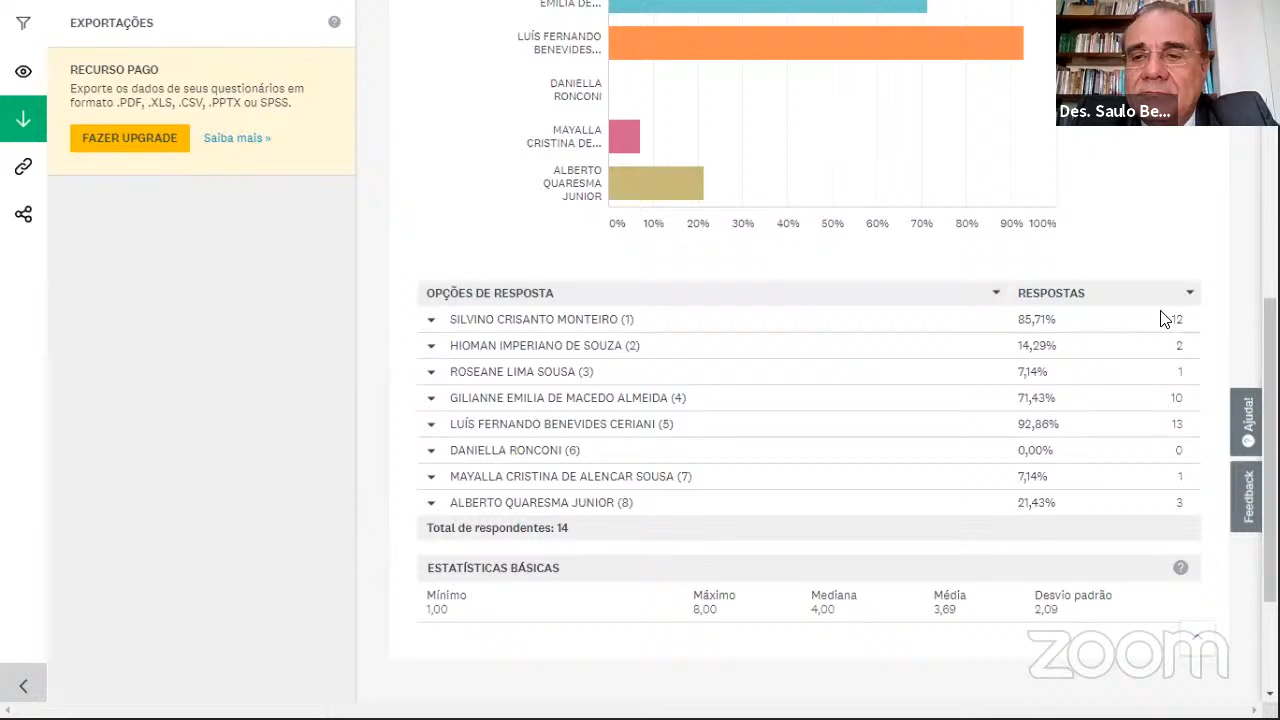 EXPORTAÇÕES
RECURSO PAGO
Exporte os dados de seus questionários em
formato .PDF, .XLS, .CSV, .PPTX ou SPSS.
FAZER UPGRADE
Saiba mais »
EMILIA DE...
LUÍS FERNANDO
BENEVIDES...
DANIELLA
RONCONI
MAYALLA
CRISTINA DE...
ALBERTO
QUARESMA
JUNIOR
0% 10% 20% 30% 40% 50% 60% 70% 80% 90% 100%
Des. Saulo Be...
OPÇÕES DE RESPOSTA RESPOSTAS
SILVINO CRISANTO MONTEIRO (1) 85,71% 12
HIOMAN IMPERIANO DE SOUZA (2) 14,29% 2
ROSEANE LIMA SOUSA (3) 7,14% 1
GILIANNE EMILIA DE MACEDO ALMEIDA (4) 71,43% 10
LUÍS FERNANDO BENEVIDES CERIANI (5) 92,86% 13
DANIELLA RONCONI (6) 0,00% 0
MAYALLA CRISTINA DE ALENCAR SOUSA (7) 7,14% 1
ALBERTO QUARESMA JUNIOR (8) 21,43% 3
Total de respondentes: 14
ESTATÍSTICAS BÁSICAS
Mínimo Máximo Mediana Média Desvio padrão
1,00 8,00 4,00 3,69 2,09
Ajuda!
Feedback
zoom